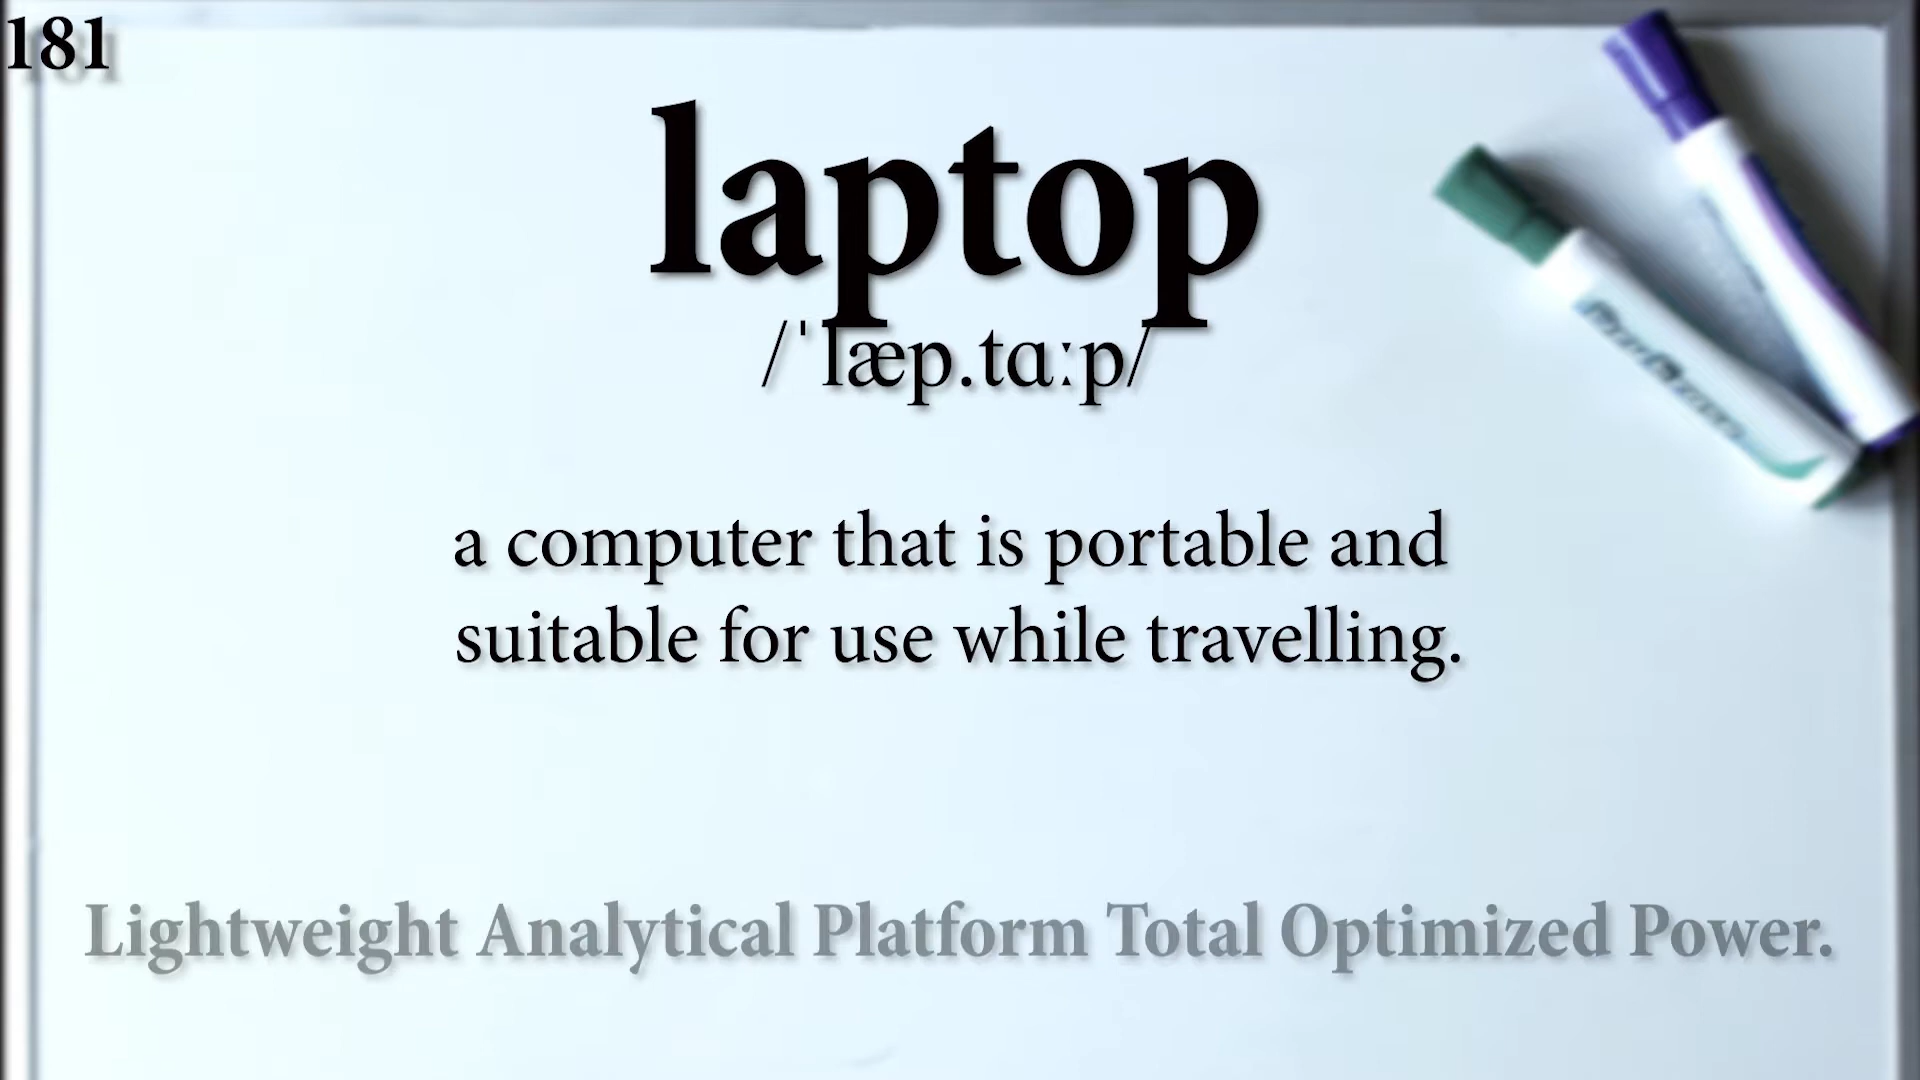 181
laptop
/ˈlæp.tɑːp/
a computer that is portable and
suitable for use while travelling.
Lightweight Analytical Platform Total Optimized Power.